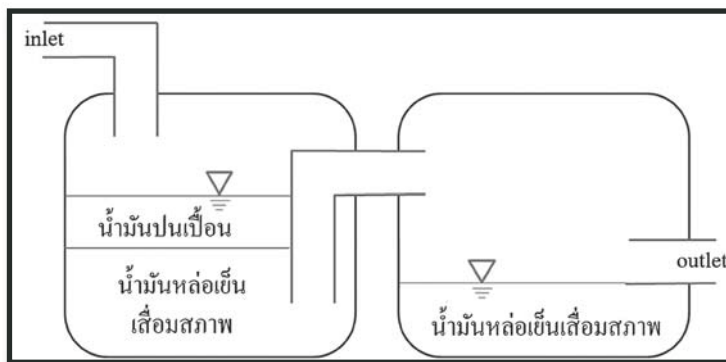 inlet
น้ำมันปนเปื้อน
น้ำมันหล่อเย็น
เสื่อมสภาพ
outlet
น้ำมันหล่อเย็นเสื่อมสภาพ